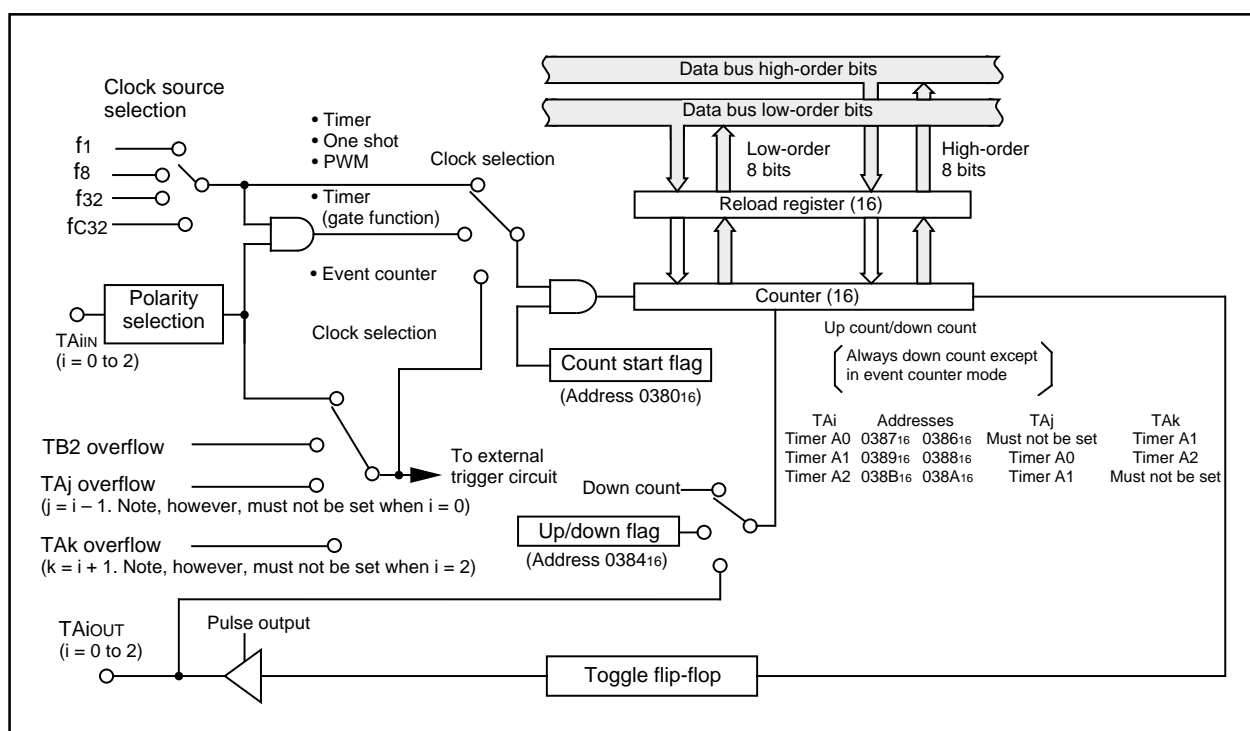 Data bus high-order bits
Data bus low-order bits
Clock source
selection
f1
f8
f32
fC32
• Timer
• One shot
• PWM
• Timer
(gate function)
• Event counter
Clock selection
Low-order
8 bits
High-order
8 bits
Reload register (16)
Counter (16)
Polarity
selection
TAiIN
(i = 0 to 2)
Clock selection
Count start flag
(Address 038016)
Up count/down count
Always down count except
in event counter mode
TAi Addresses TAj TAk
Timer A0 038716 038616 Must not be set Timer A1
Timer A1 038916 038816 Timer A0 Timer A2
Timer A2 038B16 038A16 Timer A1 Must not be set
TB2 overflow
TAj overflow
(j = i – 1. Note, however, must not be set when i = 0)
TAk overflow
(k = i + 1. Note, however, must not be set when i = 2)
To external
trigger circuit
Down count
Up/down flag
(Address 038416)
TAiOUT
(i = 0 to 2)
Pulse output
Toggle flip-flop